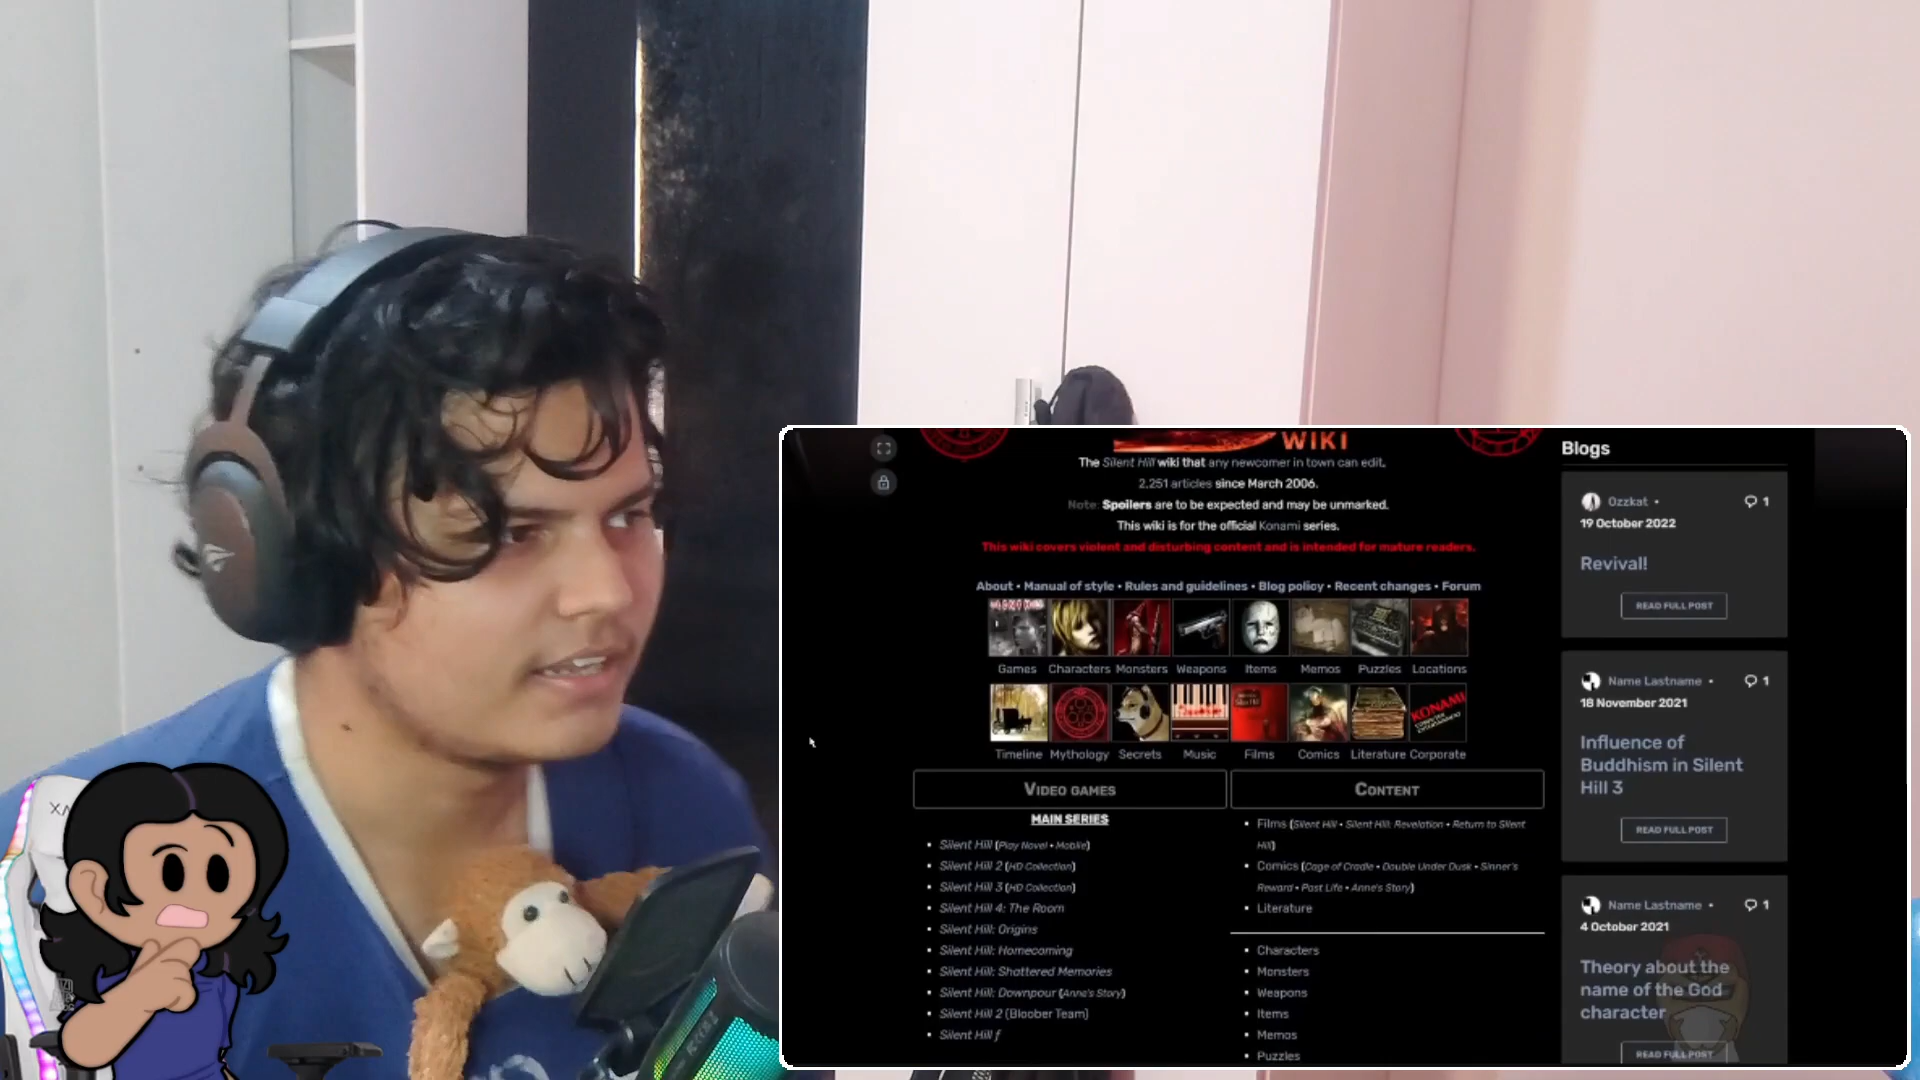 WIKI
The Silent Hill wiki that any newcomer in town can edit.
2,251 articles since March 2006.
Note: Spoilers are to be expected and may be unmarked.
This wiki is for the official Konami series.
This wiki covers violent and disturbing content and is intended for mature readers.
About • Manual of style • Rules and guidelines • Blog policy • Recent changes • Forum
Games Characters Monsters Weapons Items Memos Puzzles Locations
KONAMI
Timeline Mythology Secrets Music Films Comics Literature Corporate
VIDEO GAMES
MAIN SERIES
Silent Hill (Play Novel • Mobile)
Silent Hill 2 (HD Collection)
Silent Hill 3 (HD Collection)
Silent Hill 4: The Room
Silent Hill: Origins
Silent Hill: Homecoming
Silent Hill: Shattered Memories
Silent Hill: Downpour (Anne's Story)
Silent Hill 2 (Bloober Team)
Silent Hill f
CONTENT
Films (Silent Hill • Silent Hill: Revelation • Return to Silent
Hill)
Comics (Cage of Cradle • Double Under Dusk • Sinner's
Reward • Past Life • Anne's Story)
Literature
Characters
Monsters
Weapons
Items
Memos
Puzzles
Blogs
Ozzkat • 1
19 October 2022
Revival!
READ FULL POST
Name Lastname • 1
18 November 2021
Influence of
Buddhism in Silent
Hill 3
READ FULL POST
Name Lastname • 1
4 October 2021
Theory about the
name of the God
character
READ FULL POST